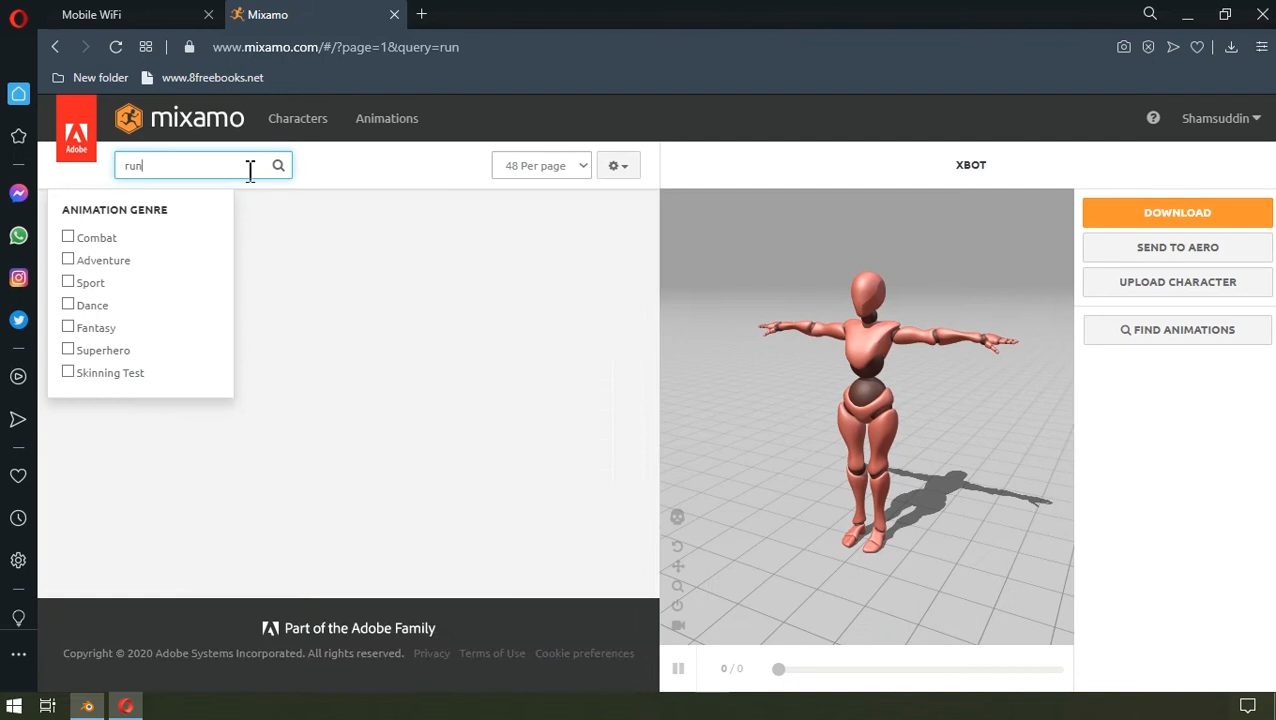 Mobile WiFi
Mixamo
www.mixamo.com/#/?page=1&query=run
New folder
www.8freebooks.net
Adobe
mixamo
Characters
Animations
Shamsuddin
run
48 Per page
XBOT
ANIMATION GENRE
Combat
Adventure
Sport
Dance
Fantasy
Superhero
Skinning Test
DOWNLOAD
SEND TO AERO
UPLOAD CHARACTER
FIND ANIMATIONS
Part of the Adobe Family
Copyright © 2020 Adobe Systems Incorporated. All rights reserved. Privacy Terms of Use Cookie preferences
0 / 0